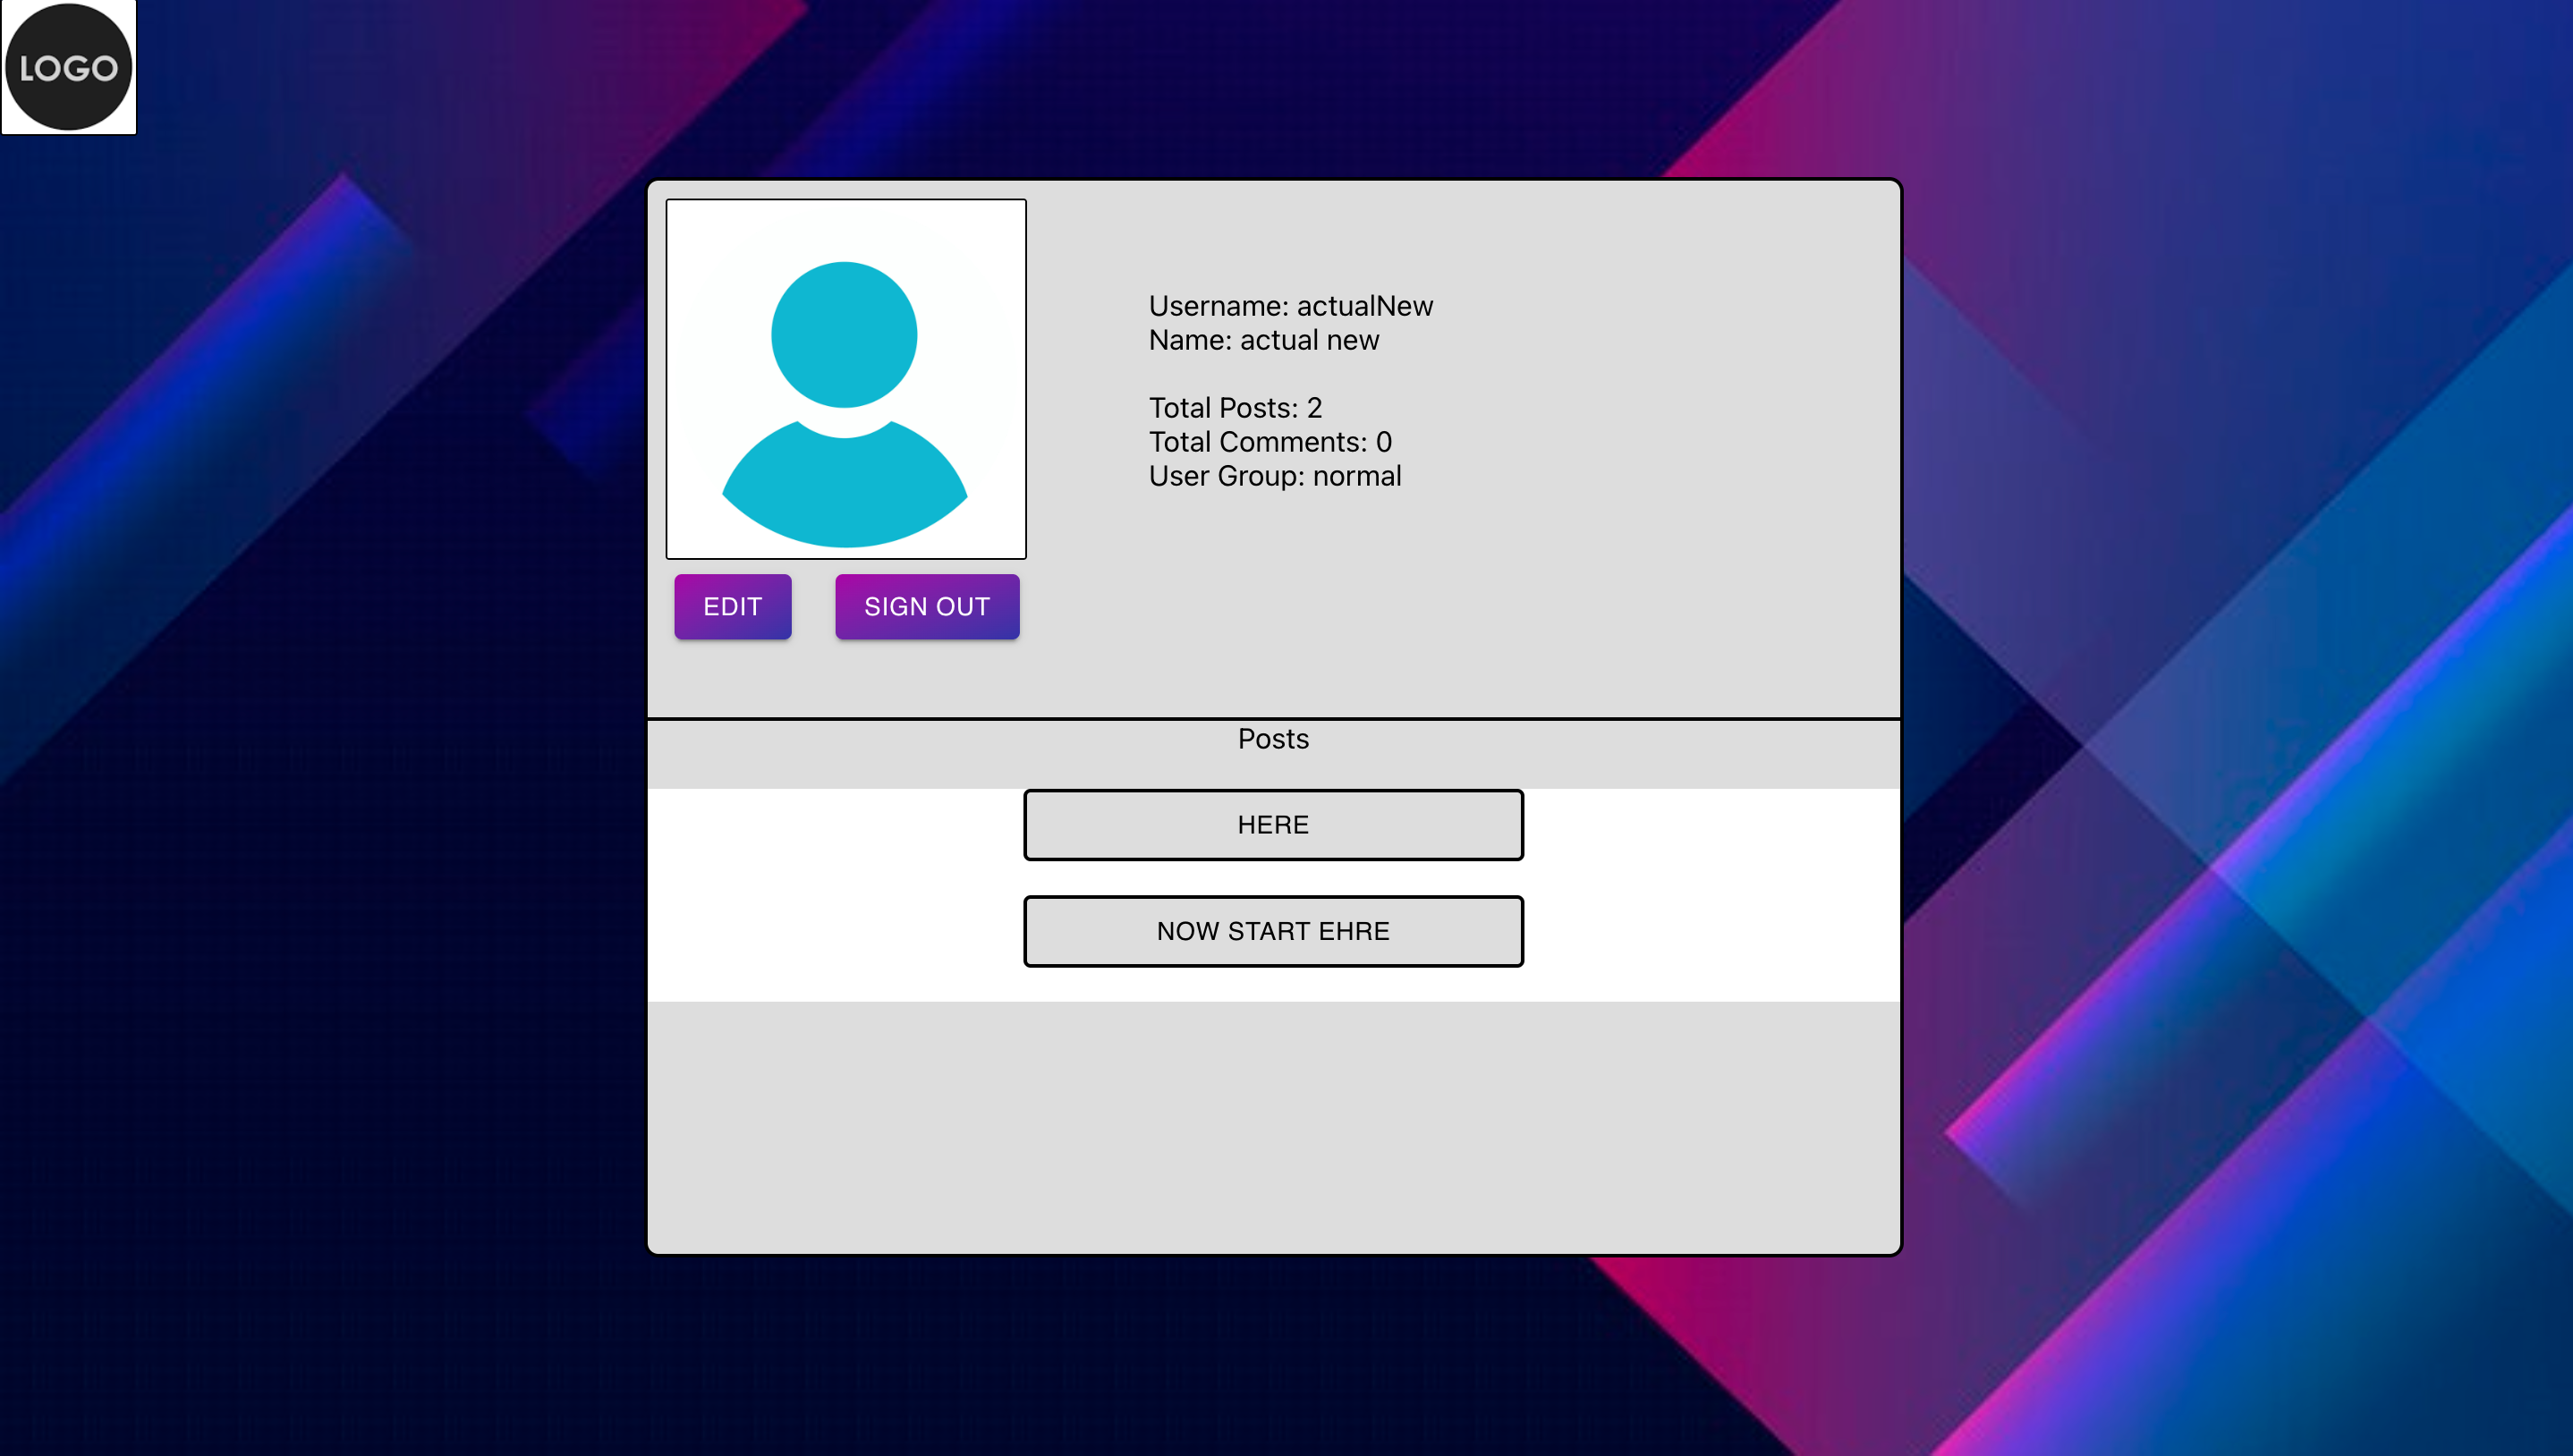 LOGO
Username: actualNew
Name: actual new
Total Posts: 2
Total Comments: 0
User Group: normal
EDIT
SIGN OUT
Posts
HERE
NOW START EHRE